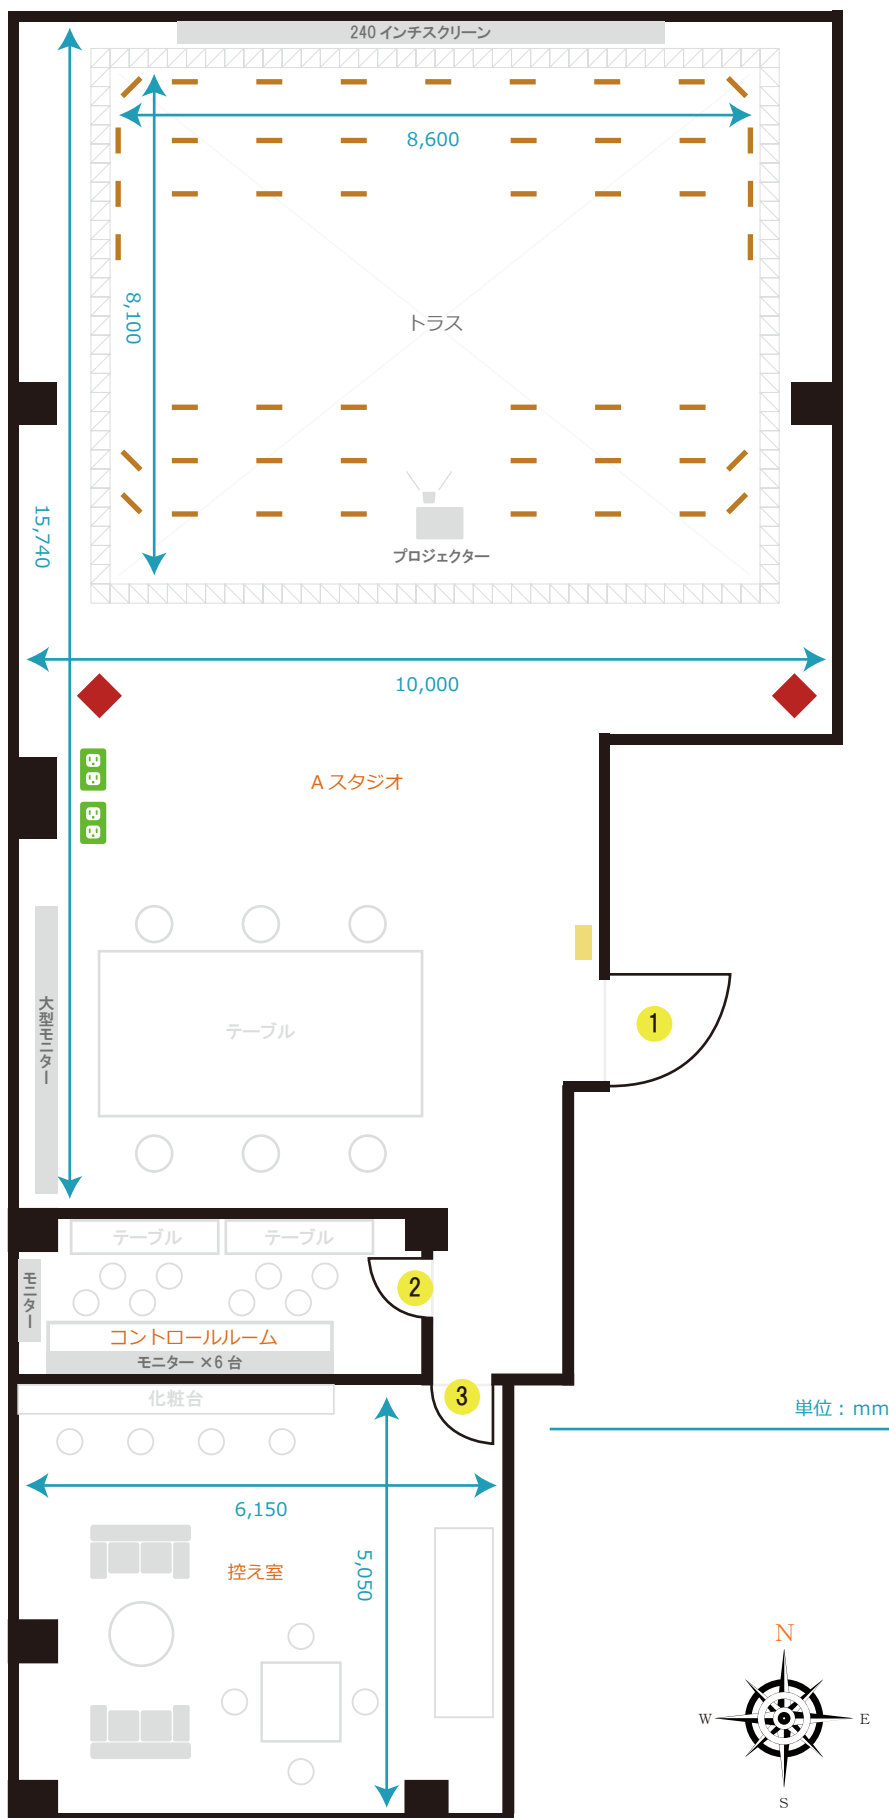 240 インチスクリーン
8,600
8,100
トラス
プロジェクター
15,740
10,000
A スタジオ
大型モニター
テーブル
1
テーブル
テーブル
モニター
2
コントロールルーム
モニター ×6 台
3
化粧台
単位：mm
6,150
5,050
控え室
N
W
E
S